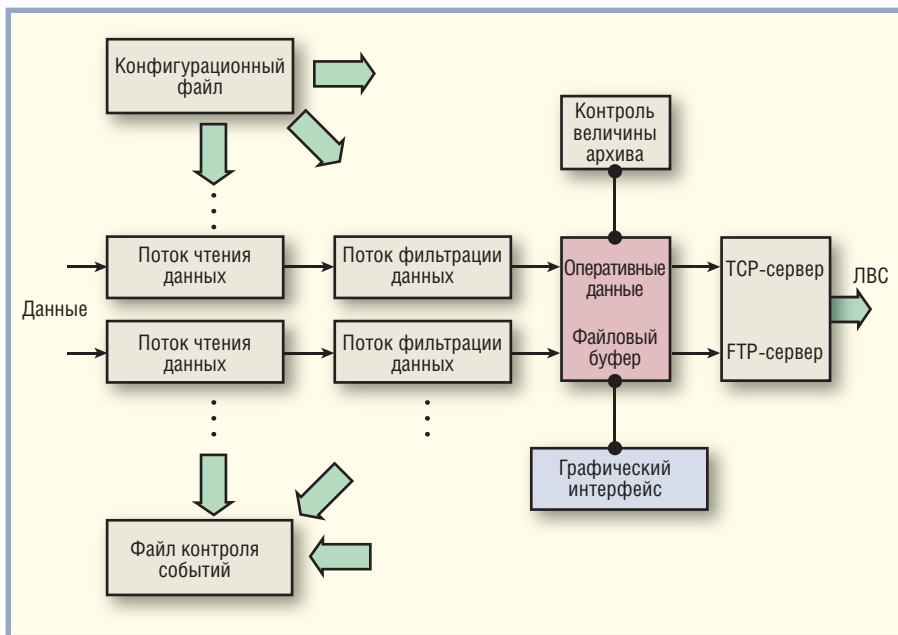 Конфигурационный
файл
Контроль
величины
архива
Данные
Поток чтения
данных
Поток фильтрации
данных
Поток чтения
данных
Поток фильтрации
данных
Оперативные
данные
Файловый
буфер
TCP-сервер
FTP-сервер
ЛВС
Графический
интерфейс
Файл контроля
событий